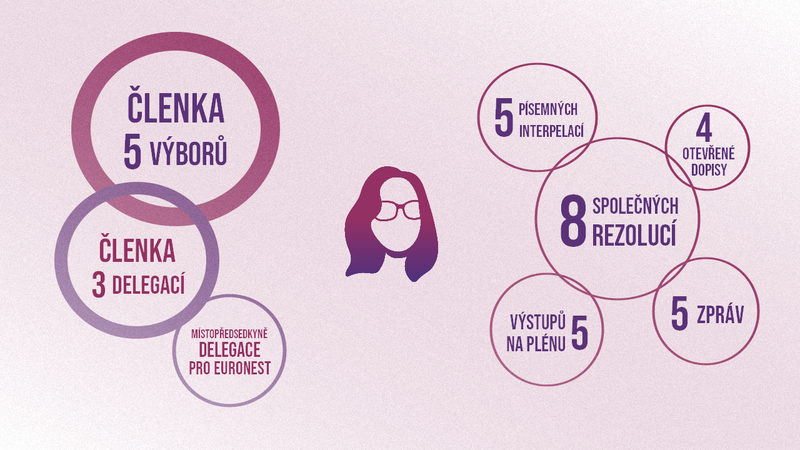 ČLENKA
5 VÝBORŮ
ČLENKA
3 DELEGACÍ
MÍSTOPŘEDSEDKYNĚ
DELEGACE
PRO EURONEST
5 PÍSEMNÝCH
INTERPELACÍ
4
OTEVŘENÉ
DOPISY
8 SPOLEČNÝCH
REZOLUCÍ
VÝSTUPŮ
NA PLÉNU 5
5 ZPRÁV